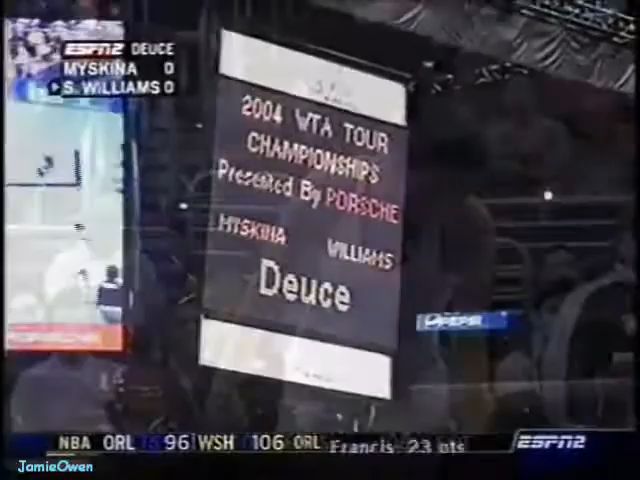 ESPN2 DEUCE
MYSKINA 0
S. WILLIAMS 0
2004 WTA TOUR
CHAMPIONSHIPS
Presented By PORSCHE
MYSKINA WILLIAMS
Deuce
PEPSI
NBA ORL 96 WSH 106 ORL Francis 23 pts ESPN2
JamieOwen